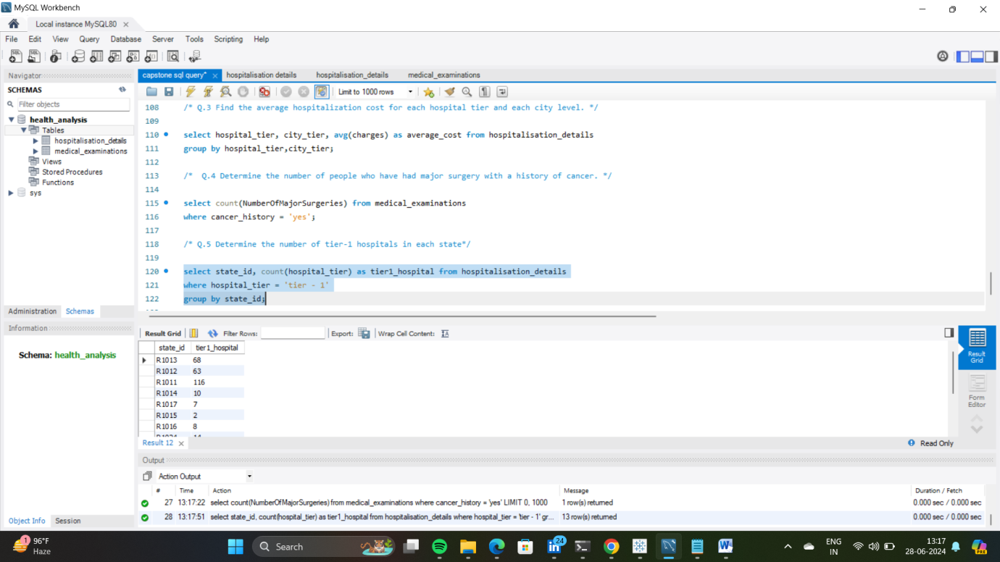 MySQL Workbench
Local instance MySQL80
File Edit View Query Database Server Tools Scripting Help
Navigator
SCHEMAS
Filter objects
health_analysis
Tables
hospitalisation_details
medical_examinations
Views
Stored Procedures
Functions
sys
Administration Schemas
Information
Schema: health_analysis
Object Info Session
capstone sql query* hospitalisation details hospitalisation_details medical_examinations
Limit to 1000 rows
108 /* Q.3 Find the average hospitalization cost for each hospital tier and each city level. */
109
110 select hospital_tier, city_tier, avg(charges) as average_cost from hospitalisation_details
111 group by hospital_tier,city_tier;
112
113 /*  Q.4 Determine the number of people who have had major surgery with a history of cancer. */
114
115 select count(NumberOfMajorSurgeries) from medical_examinations
116 where cancer_history = 'yes';
117
118 /* Q.5 Determine the number of tier-1 hospitals in each state*/
119
120 select state_id, count(hospital_tier) as tier1_hospital from hospitalisation_details
121 where hospital_tier = 'tier - 1'
122 group by state_id;
Result Grid Filter Rows: Export: Wrap Cell Content:
state_id tier1_hospital
R1013 68
R1012 63
R1011 116
R1014 10
R1017 7
R1015 2
R1016 8
Result Grid
Form Editor
Result 12 Read Only
Output
Action Output
# Time Action Message Duration / Fetch
27 13:17:22 select count(NumberOfMajorSurgeries) from medical_examinations where cancer_history = 'yes' LIMIT 0, 1000 1 row(s) returned 0.000 sec / 0.000 sec
28 13:17:51 select state_id, count(hospital_tier) as tier1_hospital from hospitalisation_details where hospital_tier = 'tier - 1' gr... 13 row(s) returned 0.000 sec / 0.000 sec
1 96°F
Haze
Search
24
ENG
IN
13:17
28-06-2024
PRE